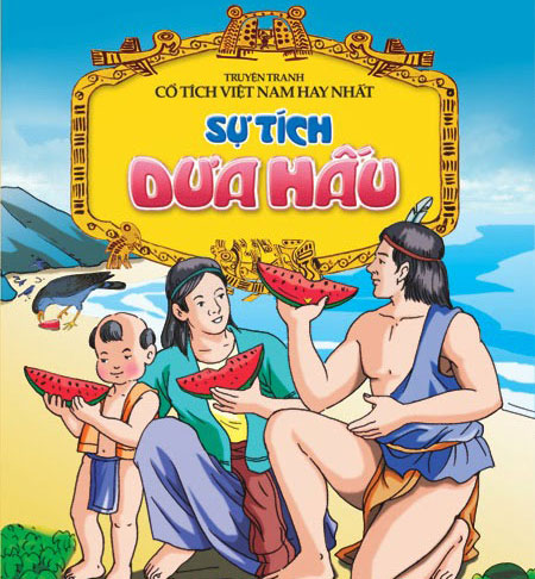 TRUYỆN TRANH
CỔ TÍCH VIỆT NAM HAY NHẤT
SỰ TÍCH
DƯA HẤU